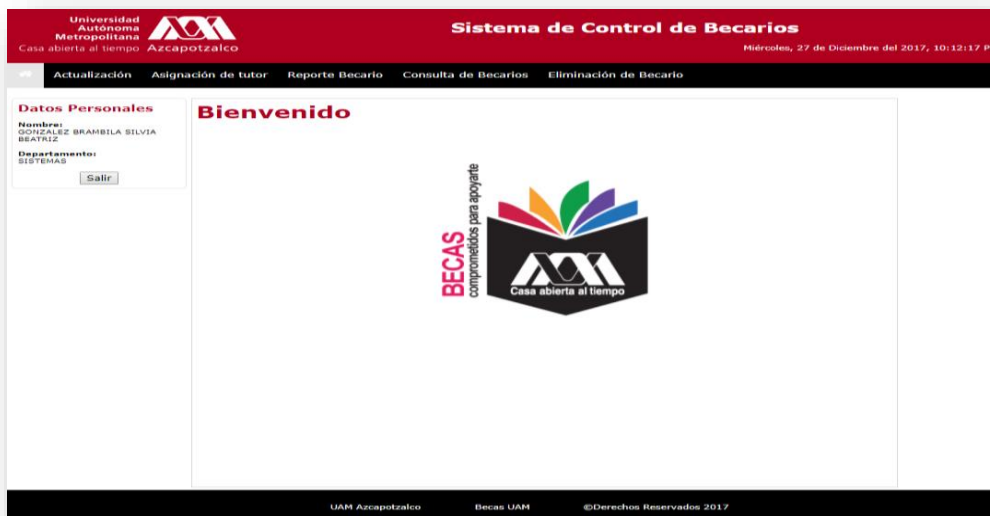 Universidad
Autónoma
Metropolitana
Casa abierta al tiempo Azcapotzalco
Sistema de Control de Becarios
Miércoles, 27 de Diciembre del 2017, 10:12:17 P
Actualización Asignación de tutor Reporte Becario Consulta de Becarios Eliminación de Becario
Datos Personales
Nombre:
GONZALEZ BRAMBILA SILVIA
BEATRIZ
Departamento:
SISTEMAS
Salir
Bienvenido
BECAS
comprometidos para apoyarte
Casa abierta al tiempo
UAM Azcapotzalco Becas UAM ©Derechos Reservados 2017